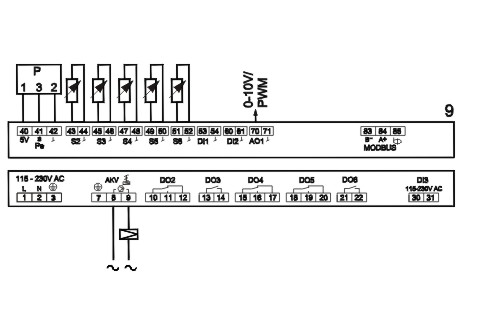 P
1 3 2
0-10V/
PWM
9
40 41 42 43 44 45 46 47 48 49 50 51 52 53 54 60 61 70 71 83 84 85
5V s ⊥ S2 ⊥ S3 ⊥ S4 ⊥ S5 ⊥ S6 ⊥ DI1 DI2 ⊥ AO1 ⊥ B- A+
Pe MODBUS
115 - 230V AC AKV DO2 DO3 DO4 DO5 DO6 DI3
L N 115-230V AC
1 2 3 7 8 9 10 11 12 13 14 15 16 17 18 19 20 21 22 30 31
~ ~